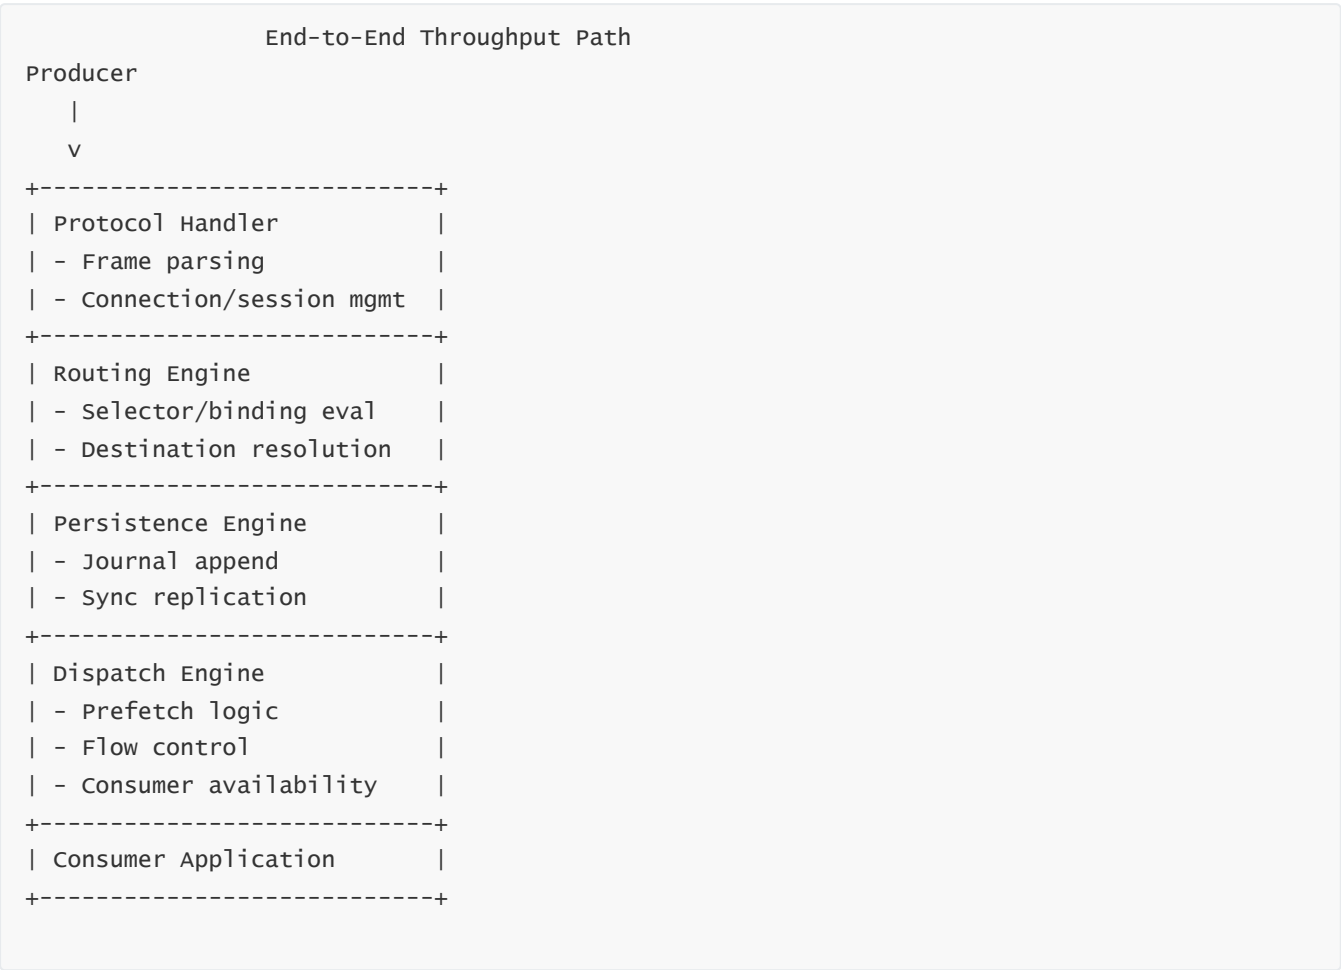 End-to-End Throughput Path
Producer
   |
   v
+----------------------------+
| Protocol Handler           |
| - Frame parsing            |
| - Connection/session mgmt  |
+----------------------------+
| Routing Engine             |
| - Selector/binding eval    |
| - Destination resolution   |
+----------------------------+
| Persistence Engine         |
| - Journal append           |
| - Sync replication         |
+----------------------------+
| Dispatch Engine            |
| - Prefetch logic           |
| - Flow control             |
| - Consumer availability    |
+----------------------------+
| Consumer Application       |
+----------------------------+